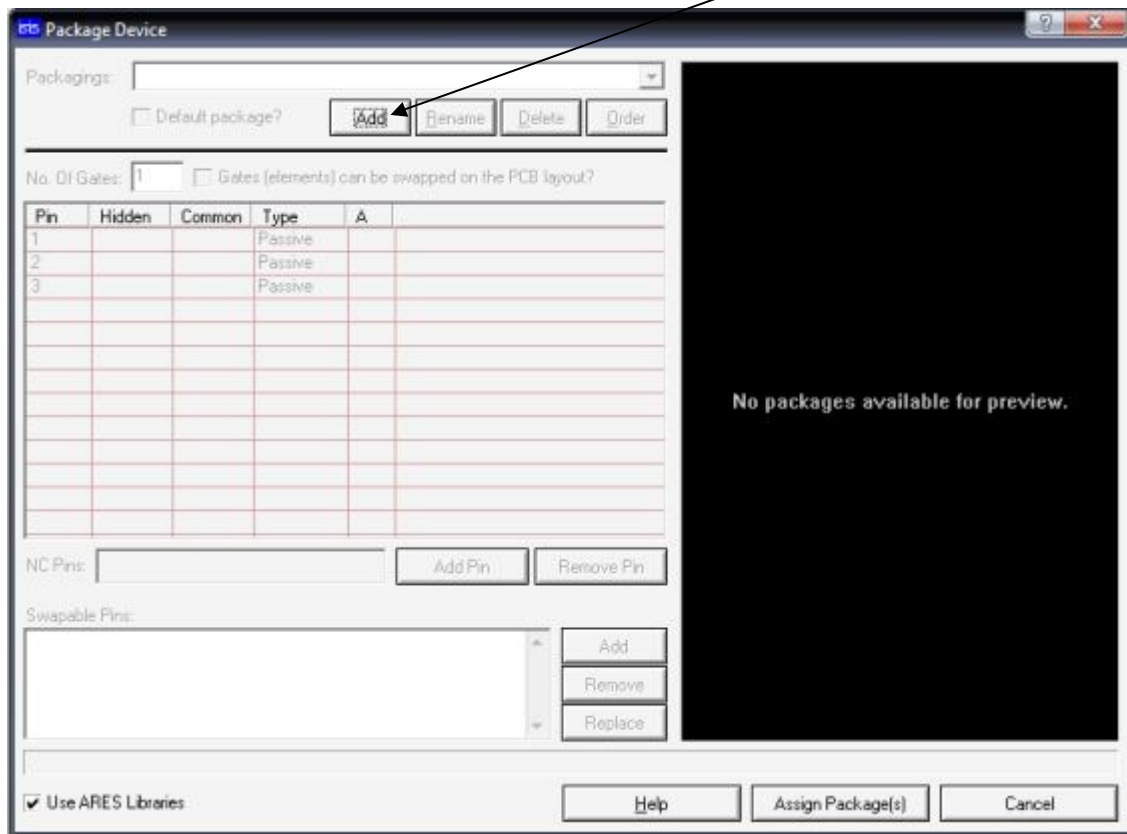 isis Package Device
Packagings:
Default package? Add Rename Delete Order
No. Of Gates: 1 Gates (elements) can be swapped on the PCB layout?
Pin Hidden Common Type A
1 Passive
2 Passive
3 Passive
No packages available for preview.
NC Pins: Add Pin Remove Pin
Swapable Pins:
Add
Remove
Replace
Use ARES Libraries Help Assign Package(s) Cancel